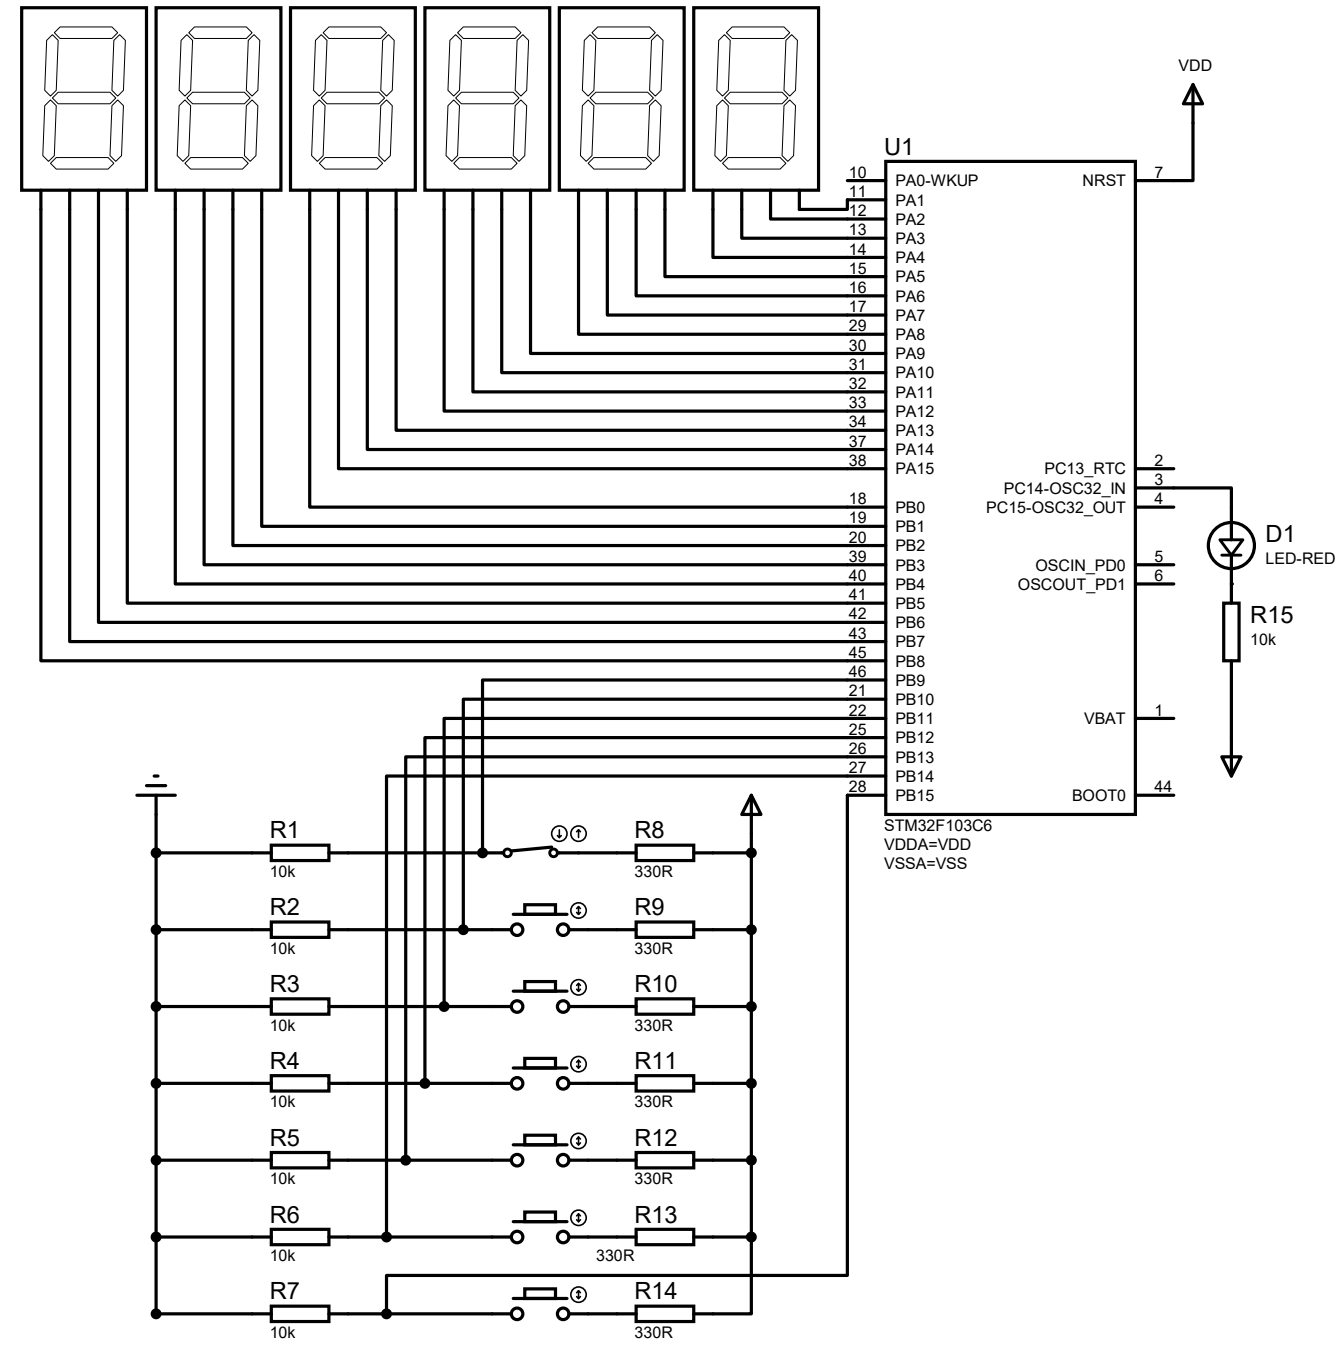 VDD
U1
10 PA0-WKUP NRST 7
11 PA1
12 PA2
13 PA3
14 PA4
15 PA5
16 PA6
17 PA7
29 PA8
30 PA9
31 PA10
32 PA11
33 PA12
34 PA13
37 PA14
38 PA15 PC13_RTC 2
PC14-OSC32_IN 3
18 PB0 PC15-OSC32_OUT 4
19 PB1
20 PB2
39 PB3 OSCIN_PD0 5
40 PB4 OSCOUT_PD1 6
41 PB5
42 PB6
43 PB7
45 PB8
46 PB9
21 PB10
22 PB11 VBAT 1
25 PB12
26 PB13
27 PB14
28 PB15 BOOT0 44
D1
LED-RED
R15
10k
STM32F103C6
VDDA=VDD
VSSA=VSS
R1 R8
10k 330R
R2 R9
10k 330R
R3 R10
10k 330R
R4 R11
10k 330R
R5 R12
10k 330R
R6 R13
10k 330R
R7 R14
10k 330R